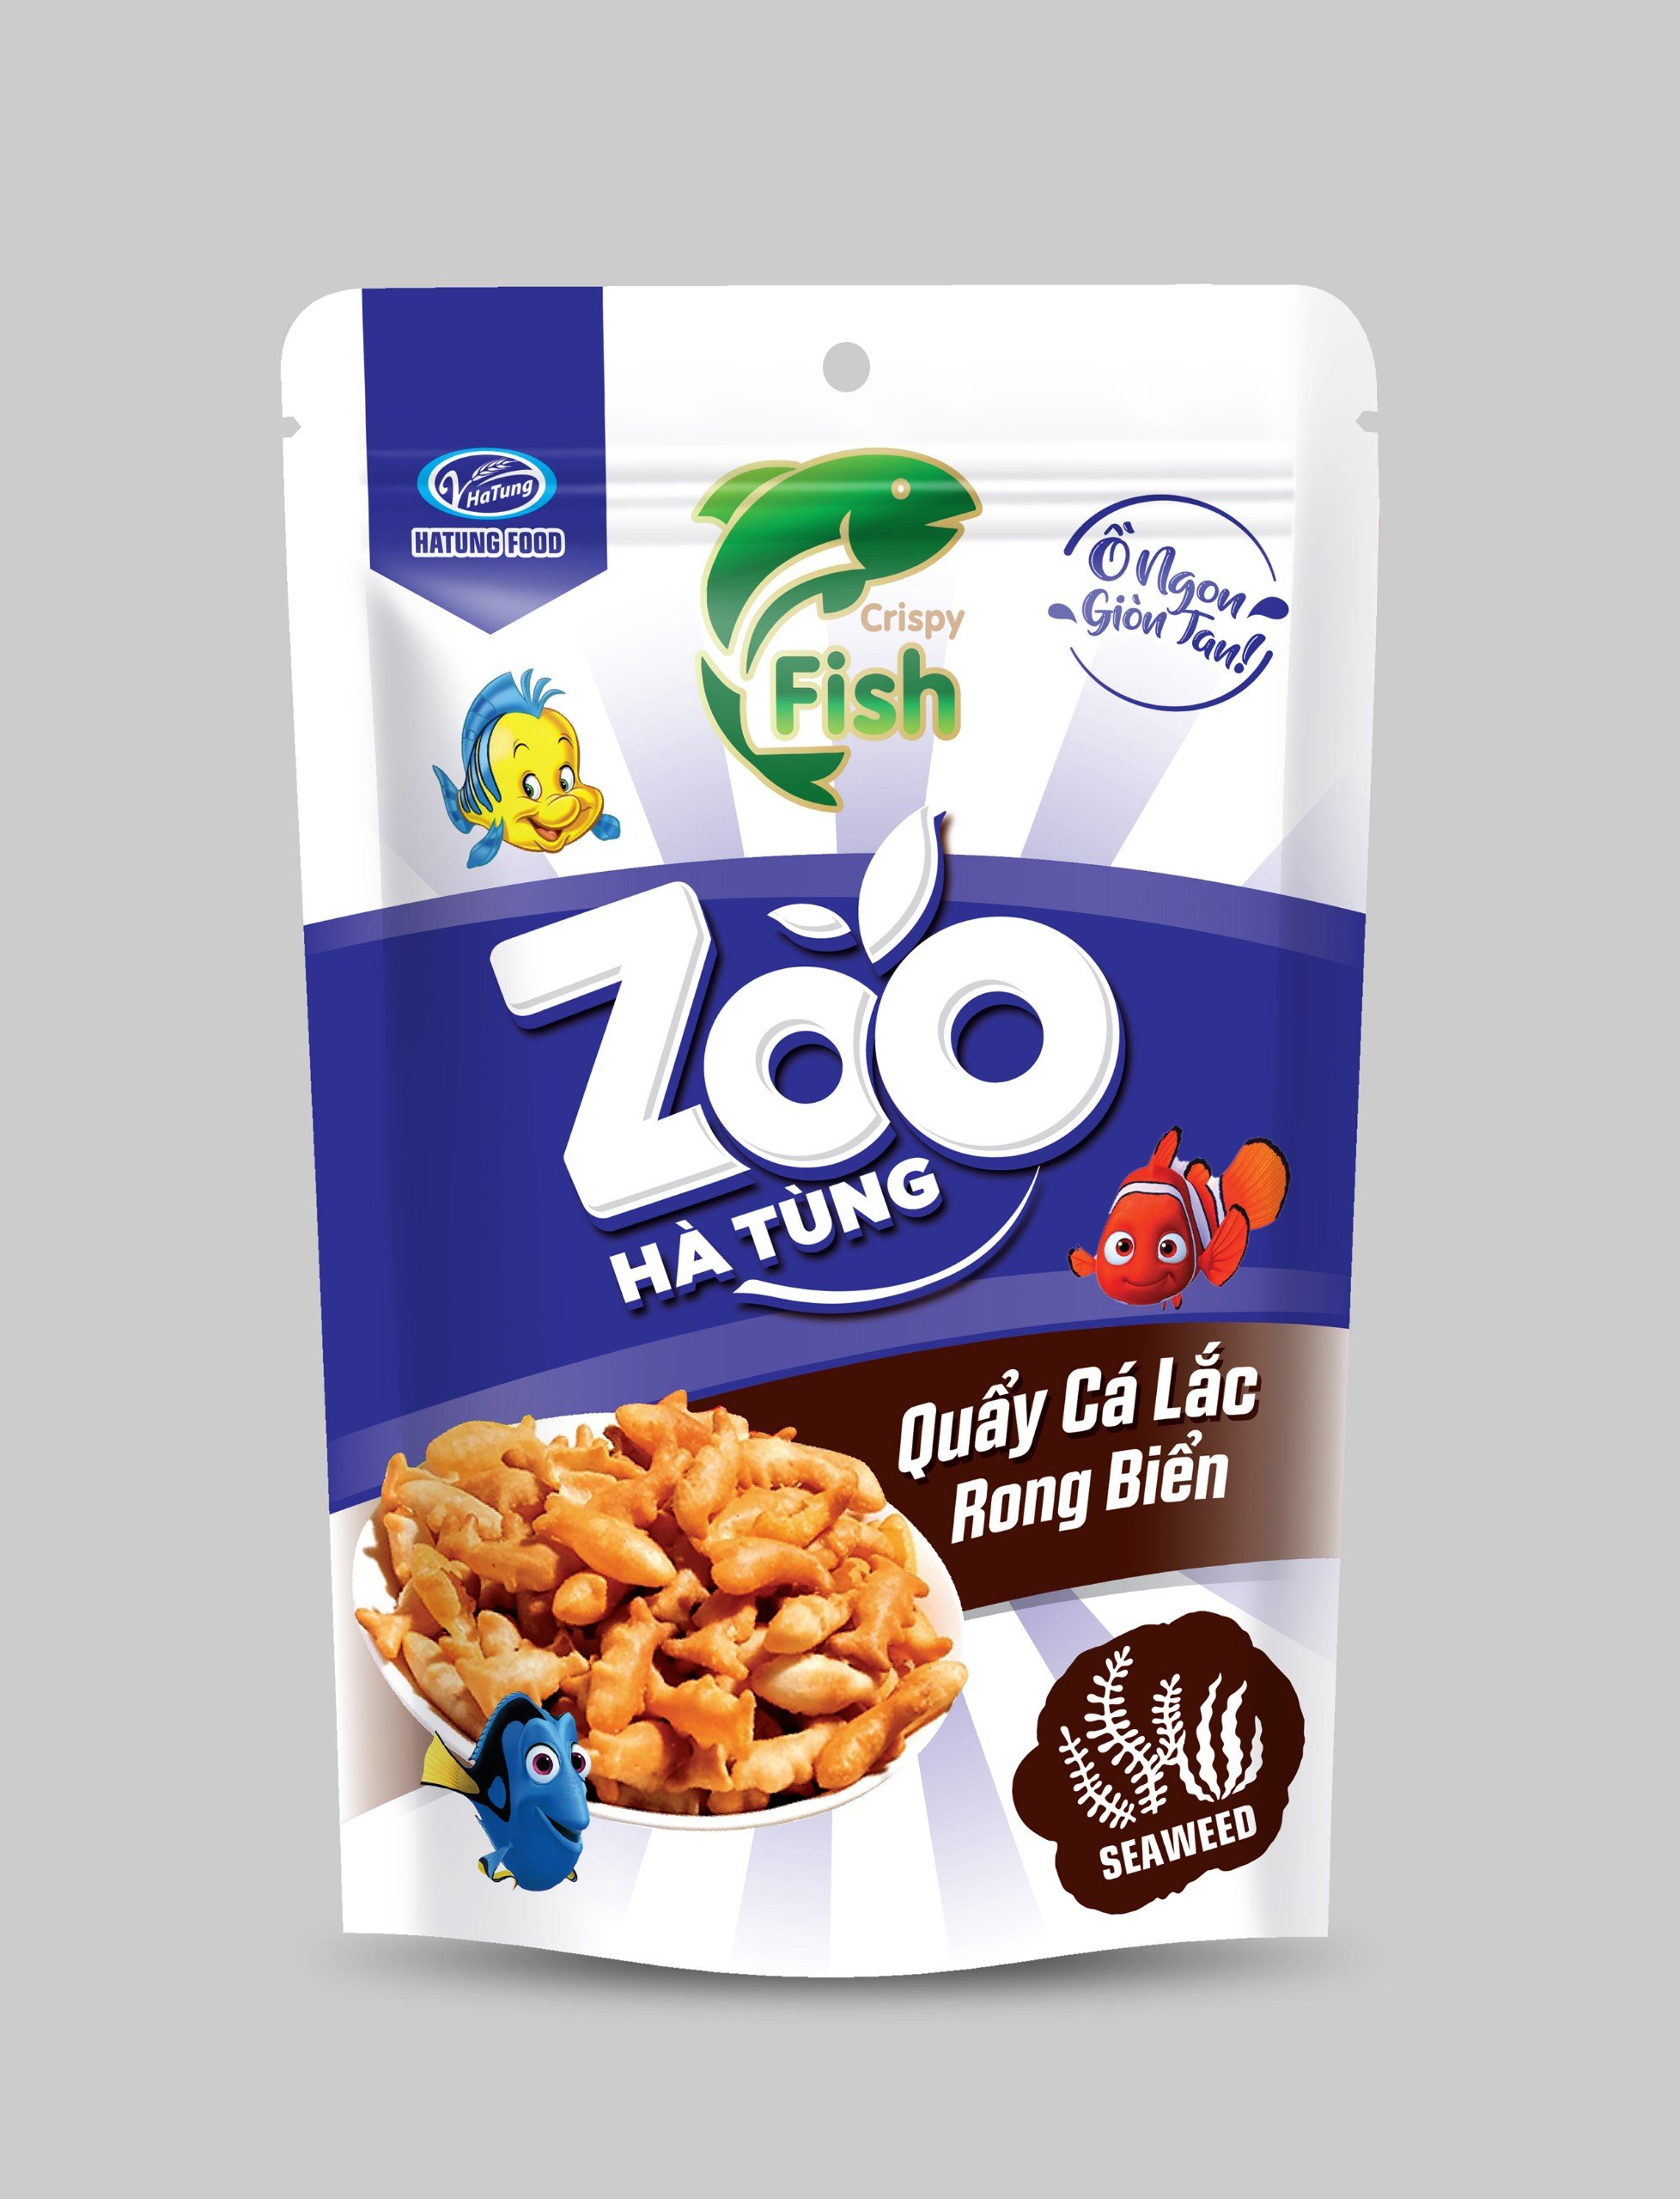 HaTung
HATUNG FOOD
Crispy
Fish
Ồ Ngon
Giòn Tan!
Zoo
HÀ TÙNG
Quẩy Cá Lắc
Rong Biển
SEAWEED